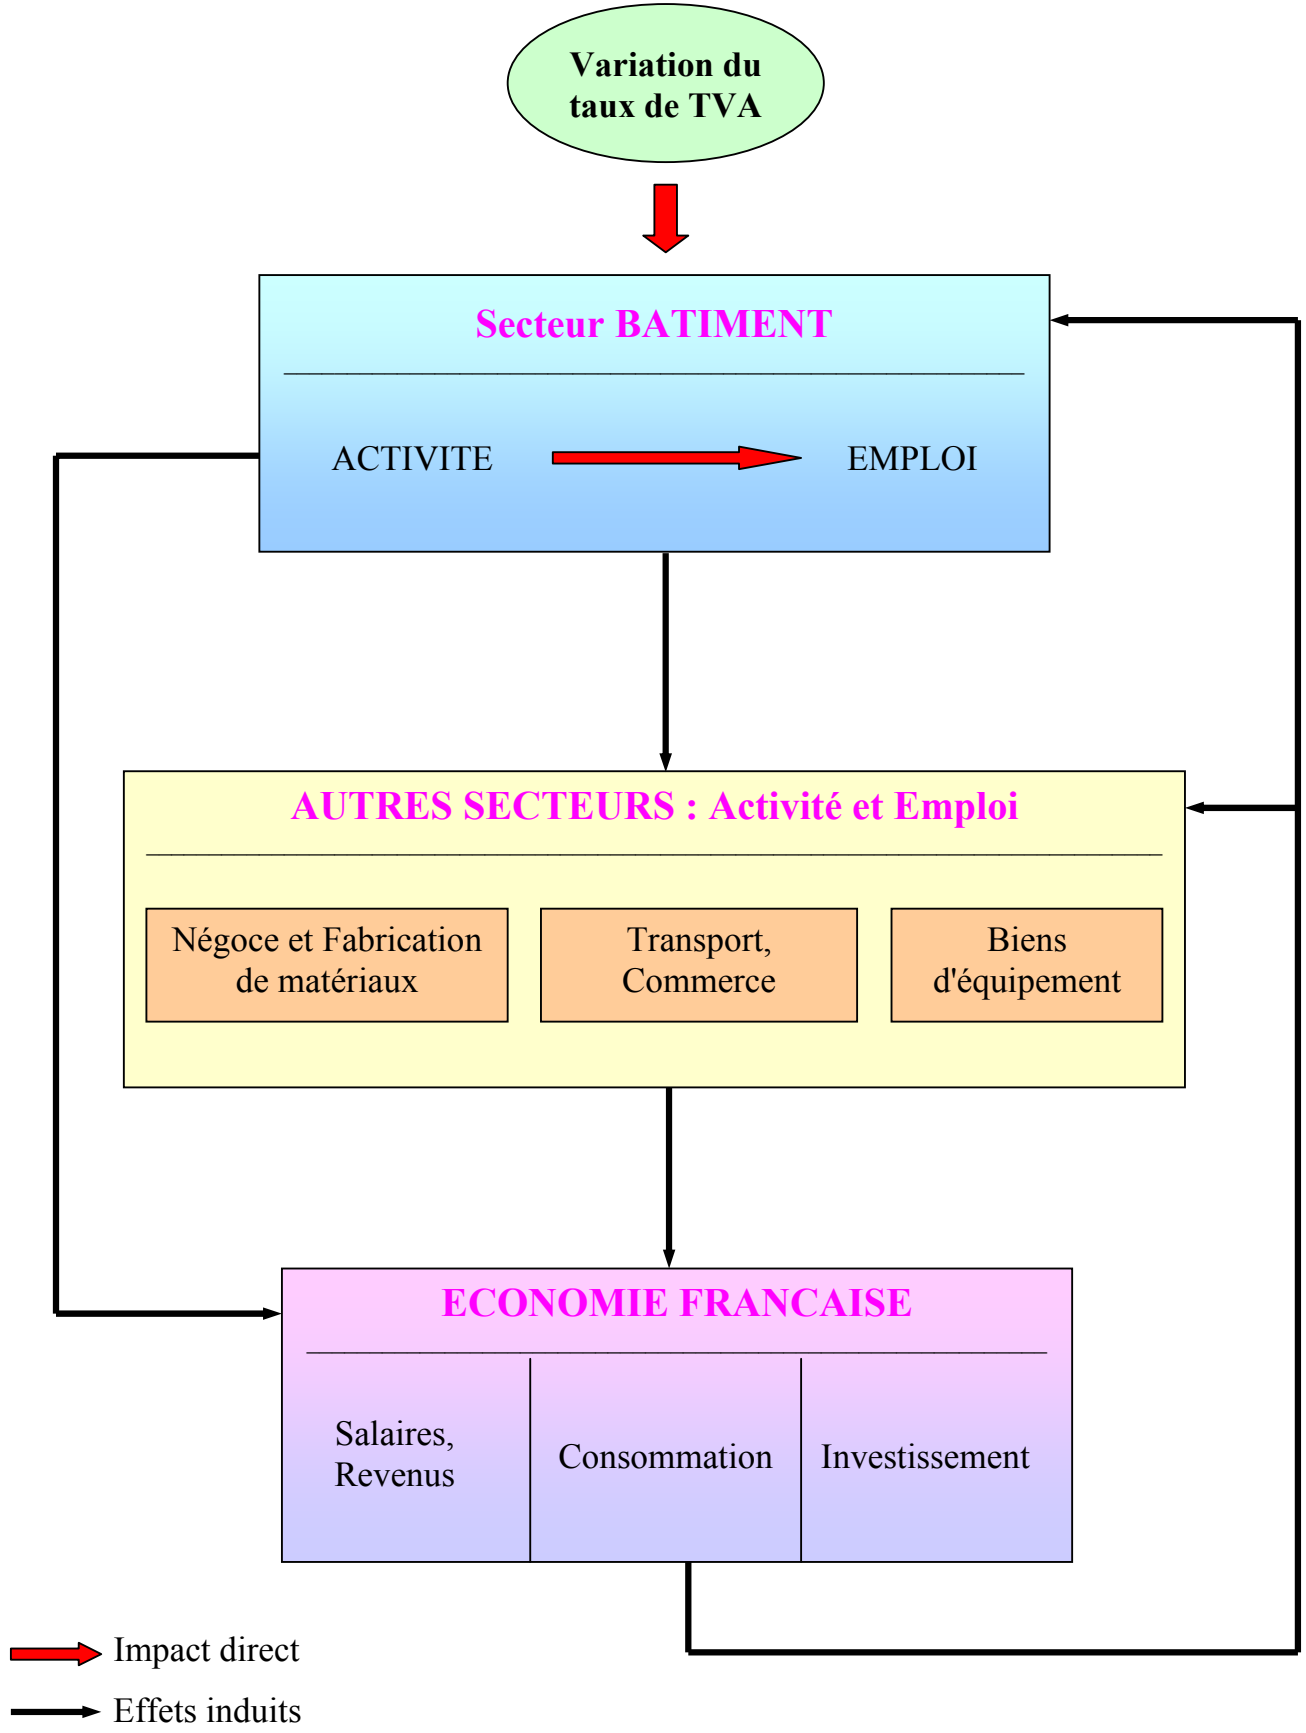 Variation du
taux de TVA
Secteur BATIMENT
ACTIVITE
EMPLOI
AUTRES SECTEURS : Activité et Emploi
Négoce et Fabrication
de matériaux
Transport,
Commerce
Biens
d'équipement
ECONOMIE FRANCAISE
Salaires,
Revenus
Consommation
Investissement
Impact direct
Effets induits